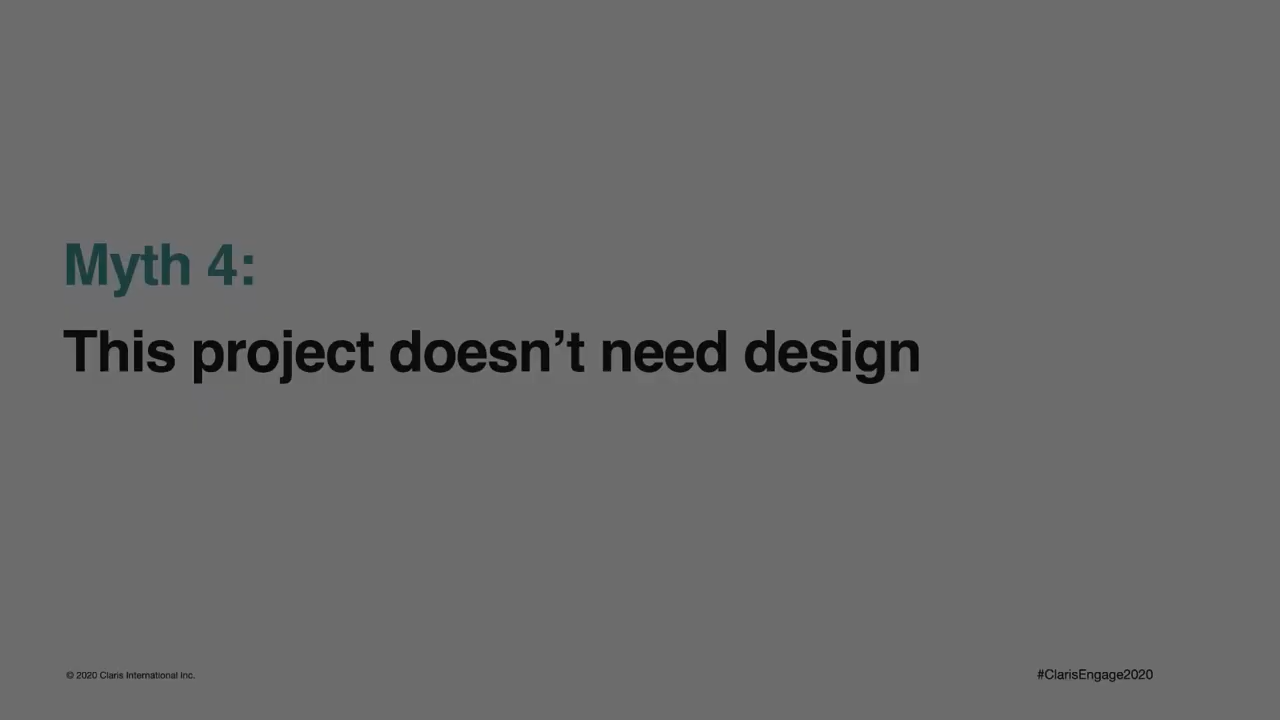 Myth 4:
This project doesn’t need design
© 2020 Claris International Inc.
#ClarisEngage2020